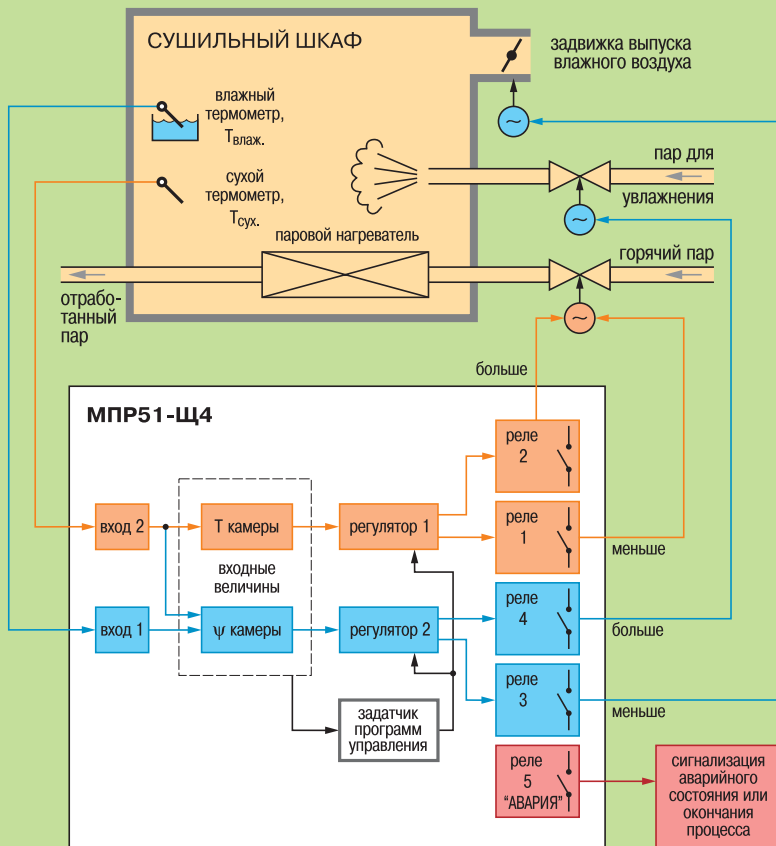 СУШИЛЬНЫЙ ШКАФ
задвижка выпуска
влажного воздуха
влажный
термометр,
Tвлаж.
сухой
термометр,
Tсух.
пар для
увлажнения
паровой нагреватель
горячий пар
отрабо-
танный
пар
~
~
~
больше
МПР51-Щ4
реле
2
вход 2
T камеры
регулятор 1
реле
1
меньше
входные
величины
вход 1
ψ камеры
регулятор 2
реле
4
больше
реле
3
меньше
задатчик
программ
управления
реле
5
"АВАРИЯ"
сигнализация
аварийного
состояния или
окончания
процесса